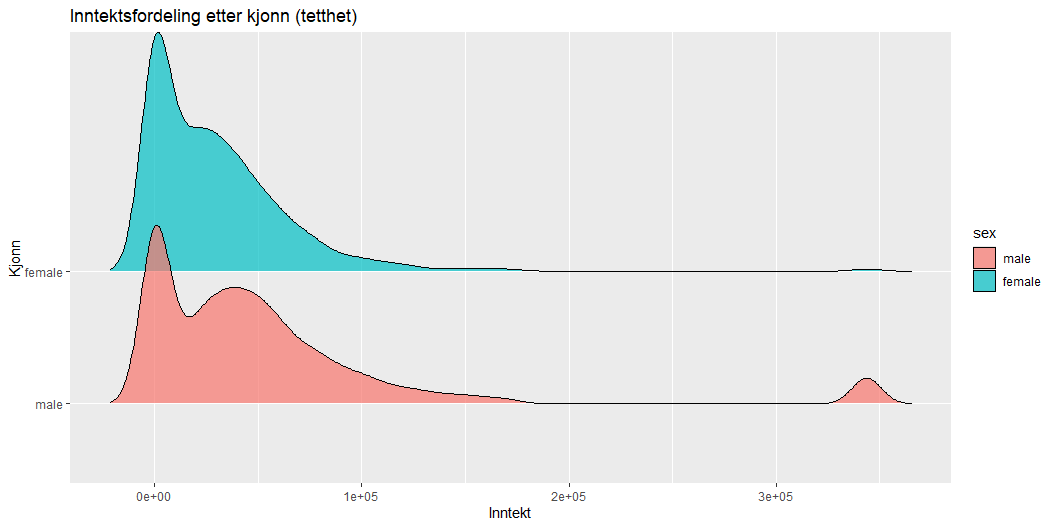 Inntektsfordeling etter kjonn (tetthet)
Kjonn
female
male
0e+00
1e+05
2e+05
3e+05
Inntekt
sex
male
female